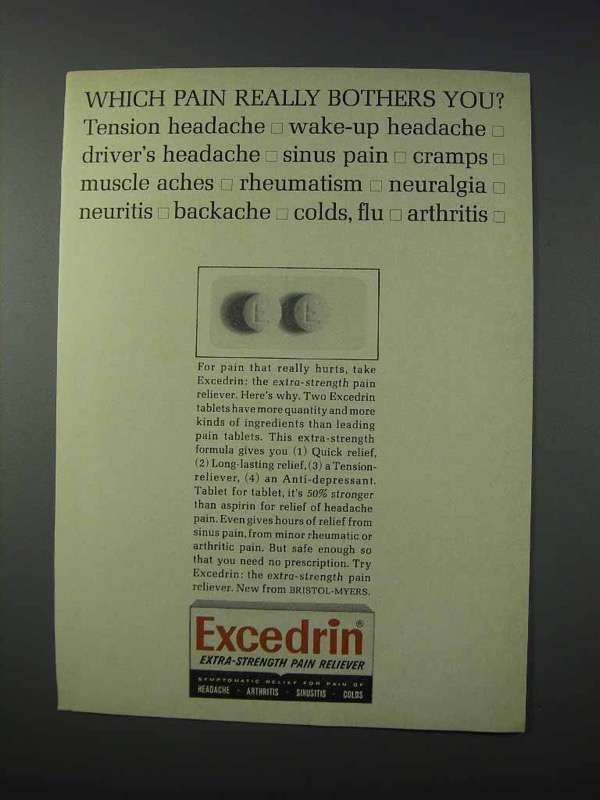 WHICH PAIN REALLY BOTHERS YOU?
Tension headache □ wake-up headache □
driver's headache □ sinus pain □ cramps □
muscle aches □ rheumatism □ neuralgia □
neuritis □ backache □ colds, flu □ arthritis □
E E
For pain that really hurts, take
Excedrin: the extra-strength pain
reliever. Here's why. Two Excedrin
tablets have more quantity and more
kinds of ingredients than leading
pain tablets. This extra-strength
formula gives you (1) Quick relief,
(2) Long-lasting relief, (3) a Tension-
reliever, (4) an Anti-depressant.
Tablet for tablet, it's 50% stronger
than aspirin for relief of headache
pain. Even gives hours of relief from
sinus pain, from minor rheumatic or
arthritic pain. But safe enough so
that you need no prescription. Try
Excedrin: the extra-strength pain
reliever. New from BRISTOL-MYERS.
Excedrin®
EXTRA-STRENGTH PAIN RELIEVER
SYMPTOMATIC RELIEF FOR PAIN OF
HEADACHE · ARTHRITIS · SINUSITIS · COLDS